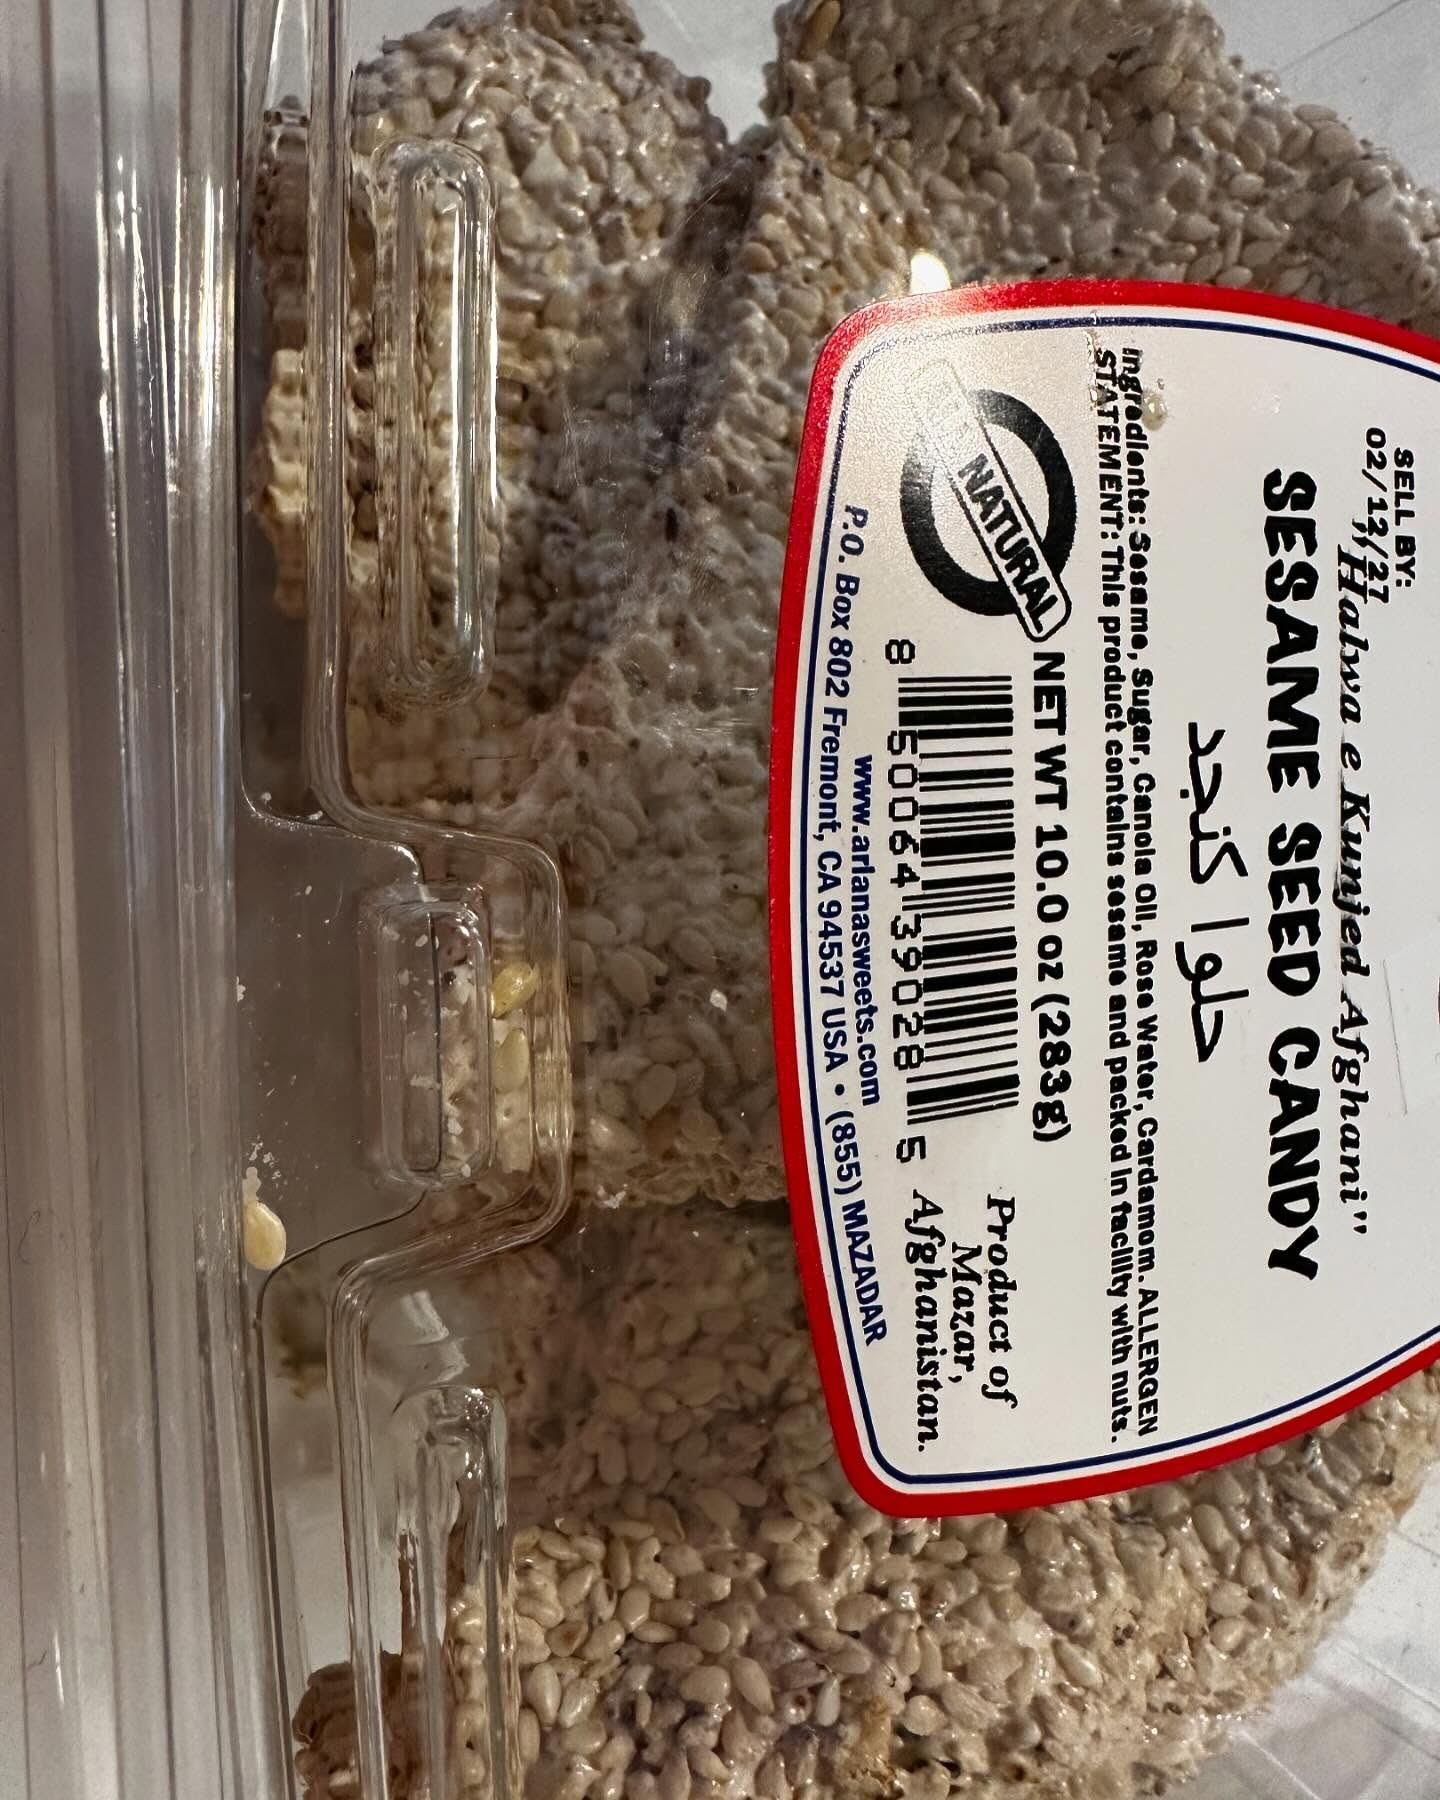 SELL BY:
02/12/27
"Halwa e Kunjed Afghani"
SESAME SEED CANDY
حلوا کنجد
Ingredients: Sesame, Sugar, Canola Oil, Rose Water, Cardamom. ALLERGEN
STATEMENT: This product contains sesame and packed in facility with nuts.
NATURAL
NET WT 10.0 oz (283g)
8 50064 39028 5
Product of
Mazar,
Afghanistan.
www.arianasweets.com
P.O. Box 802 Fremont, CA 94537 USA • (855) MAZADAR